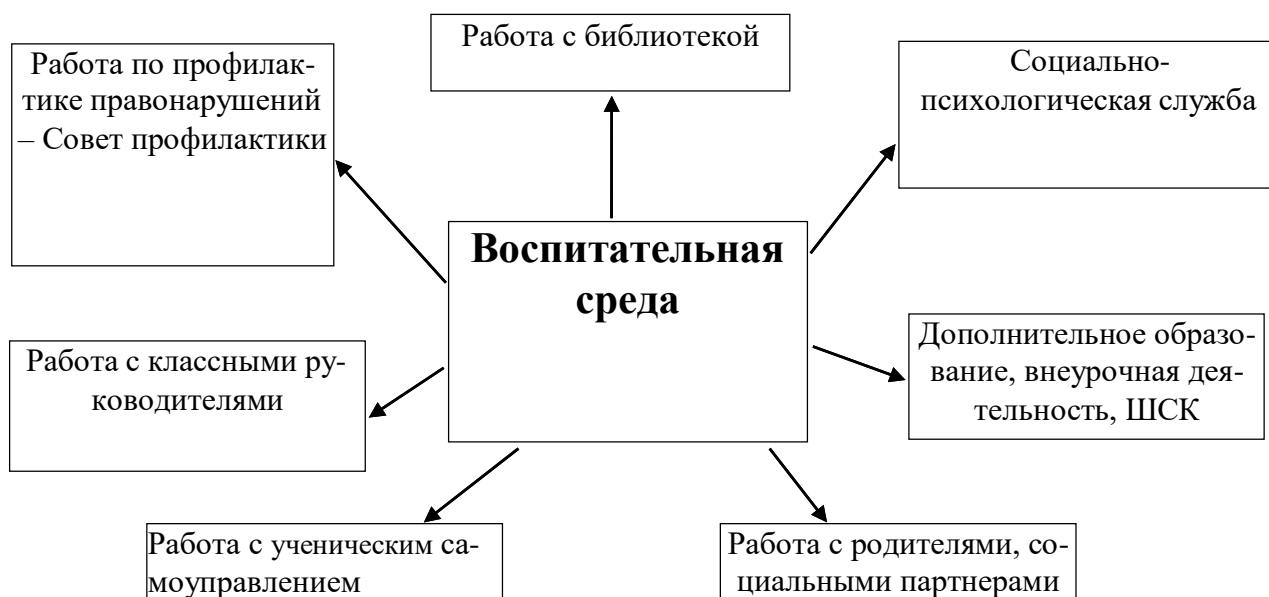 Работа с библиотекой
Работа по профилак-
тике правонарушений
– Совет профилактики
Социально-
психологическая служба
Воспитательная
среда
Работа с классными ру-
ководителями
Дополнительное образо-
вание, внеурочная дея-
тельность, ШСК
Работа с ученическим са-
моуправлением
Работа с родителями, со-
циальными партнерами